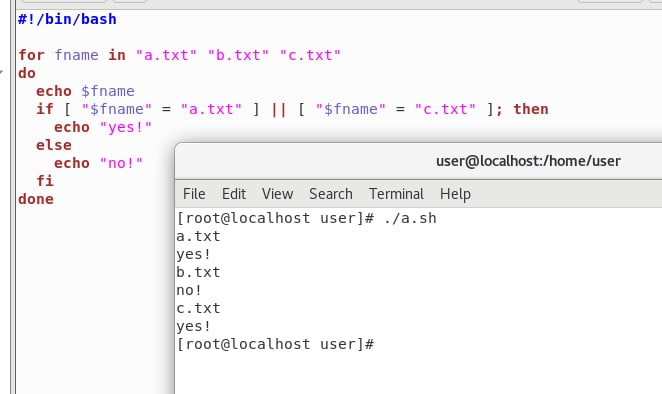 #!/bin/bash
for fname in "a.txt" "b.txt" "c.txt"
do
  echo $fname
  if [ "$fname" = "a.txt" ] || [ "$fname" = "c.txt" ]; then
    echo "yes!"
  else
    echo "no!"
  fi
done
user@localhost:/home/user
File Edit View Search Terminal Help
[root@localhost user]# ./a.sh
a.txt
yes!
b.txt
no!
c.txt
yes!
[root@localhost user]#